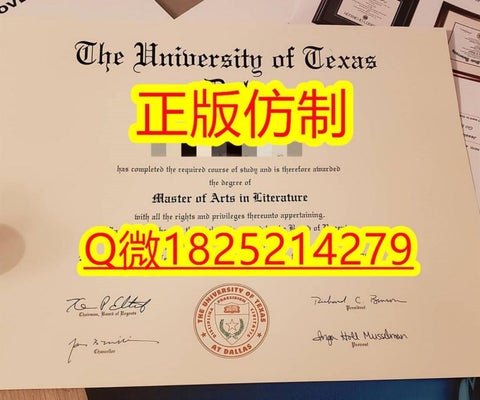 The University of Texas
正版仿制
has completed the required course of study and is therefore awarded
the degree of
Master of Arts in Literature
with all the rights and privileges thereunto appertaining.
Q微1825214279
THE UNIVERSITY OF TEXAS
AT DALLAS
Chairman, Board of Regents
President
Chancellor
Provost